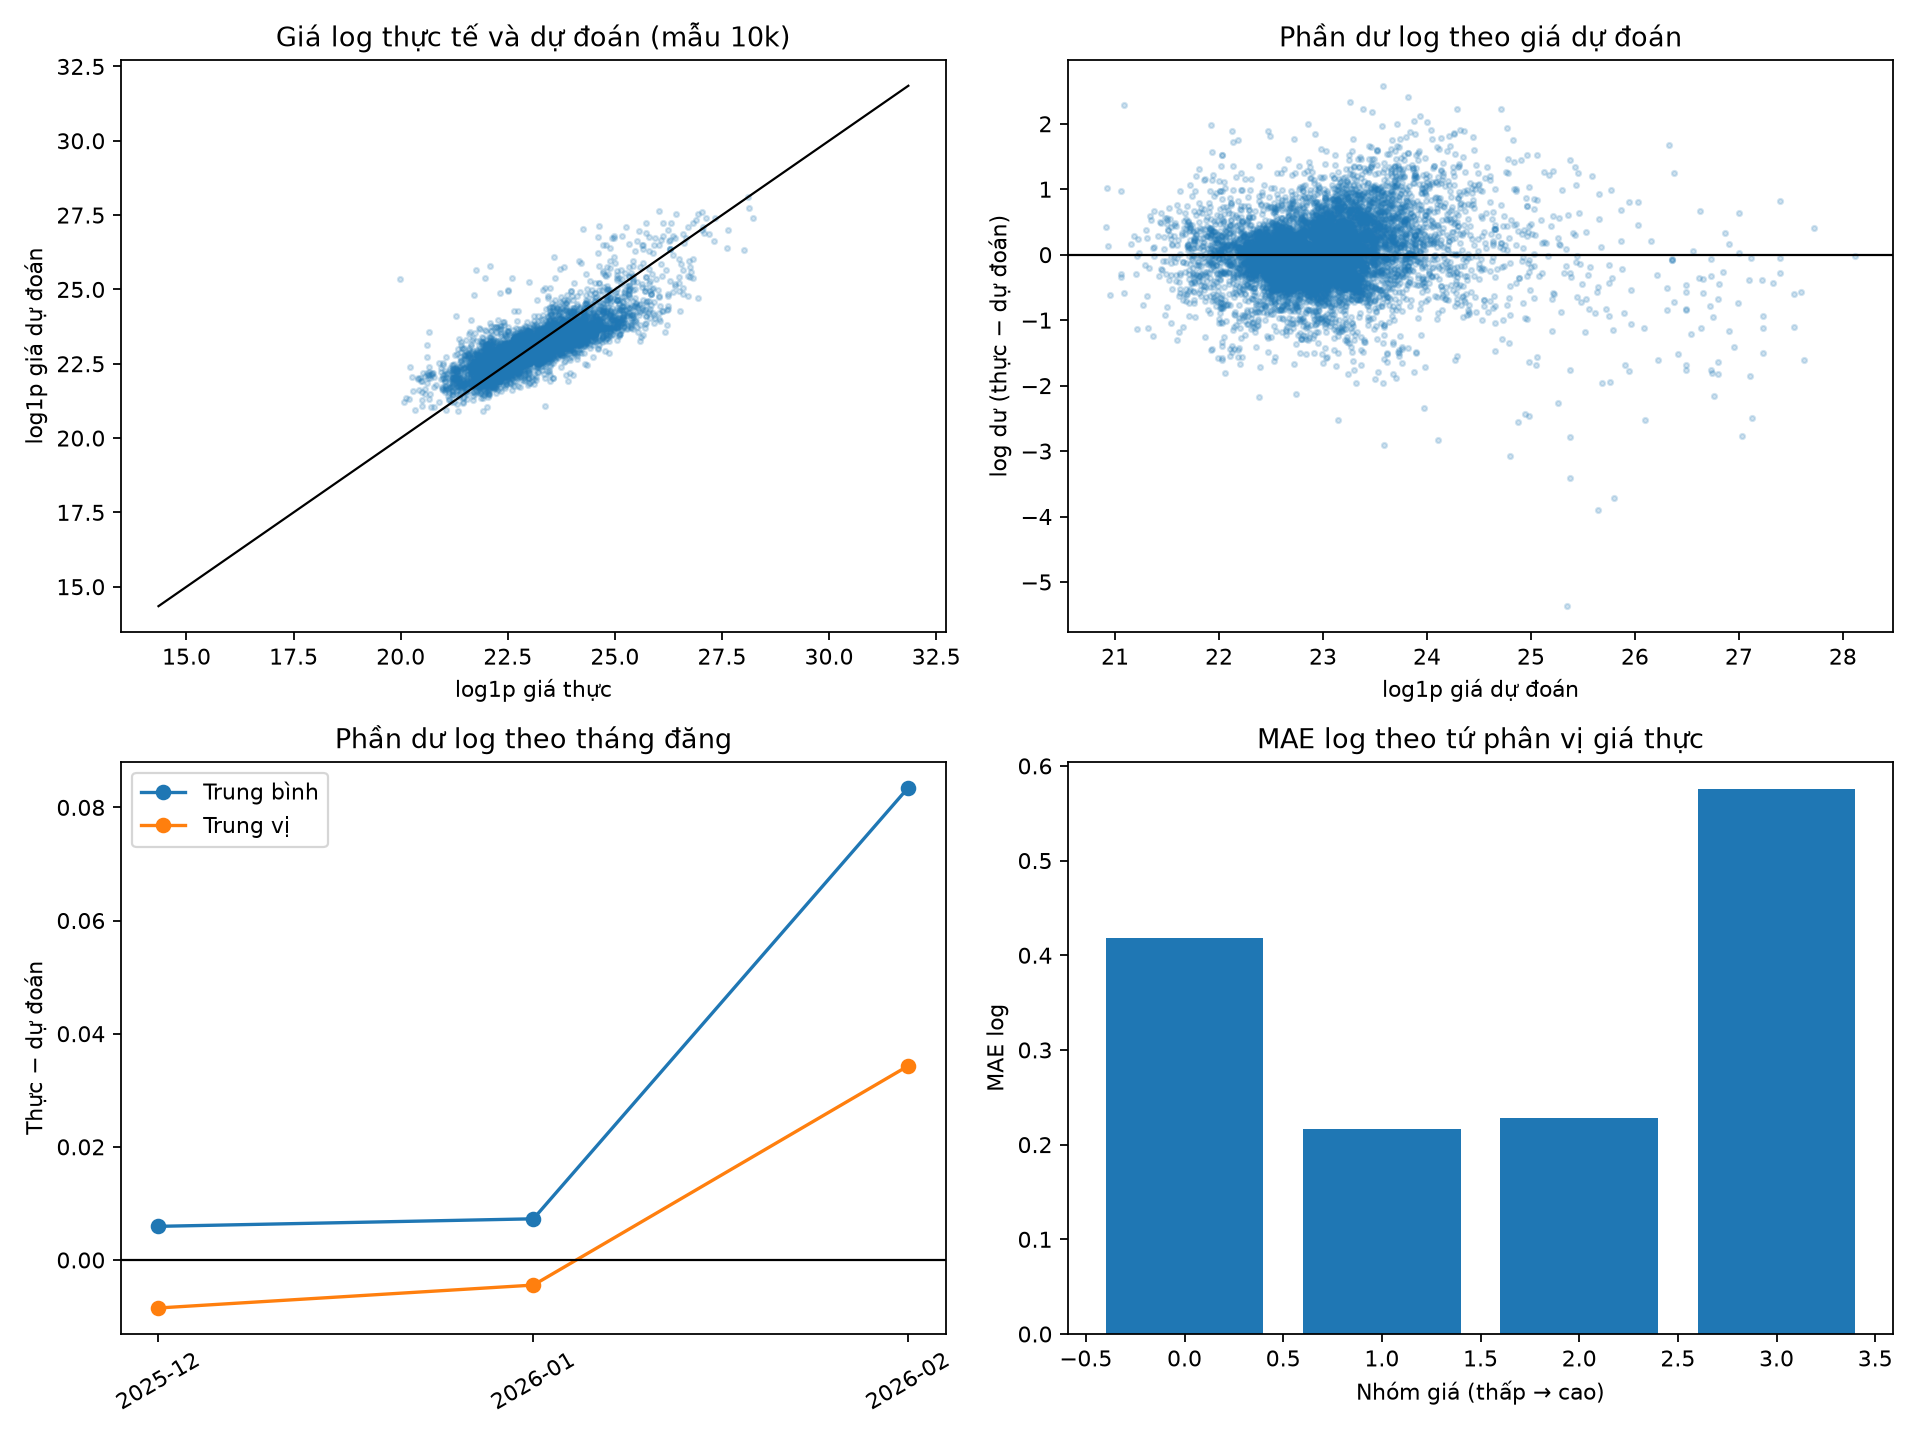 Giá log thực tế và dự đoán (mẫu 10k)
32.5
30.0
27.5
25.0
22.5
20.0
17.5
15.0
log1p giá dự đoán
15.0 17.5 20.0 22.5 25.0 27.5 30.0 32.5
log1p giá thực
Phần dư log theo giá dự đoán
2
1
0
−1
−2
−3
−4
−5
log dư (thực − dự đoán)
21 22 23 24 25 26 27 28
log1p giá dự đoán
Phần dư log theo tháng đăng
Trung bình
Trung vị
0.08
0.06
0.04
0.02
0.00
Thực − dự đoán
2025-12 2026-01 2026-02
MAE log theo tứ phân vị giá thực
0.6
0.5
0.4
0.3
0.2
0.1
0.0
MAE log
−0.5 0.0 0.5 1.0 1.5 2.0 2.5 3.0 3.5
Nhóm giá (thấp → cao)